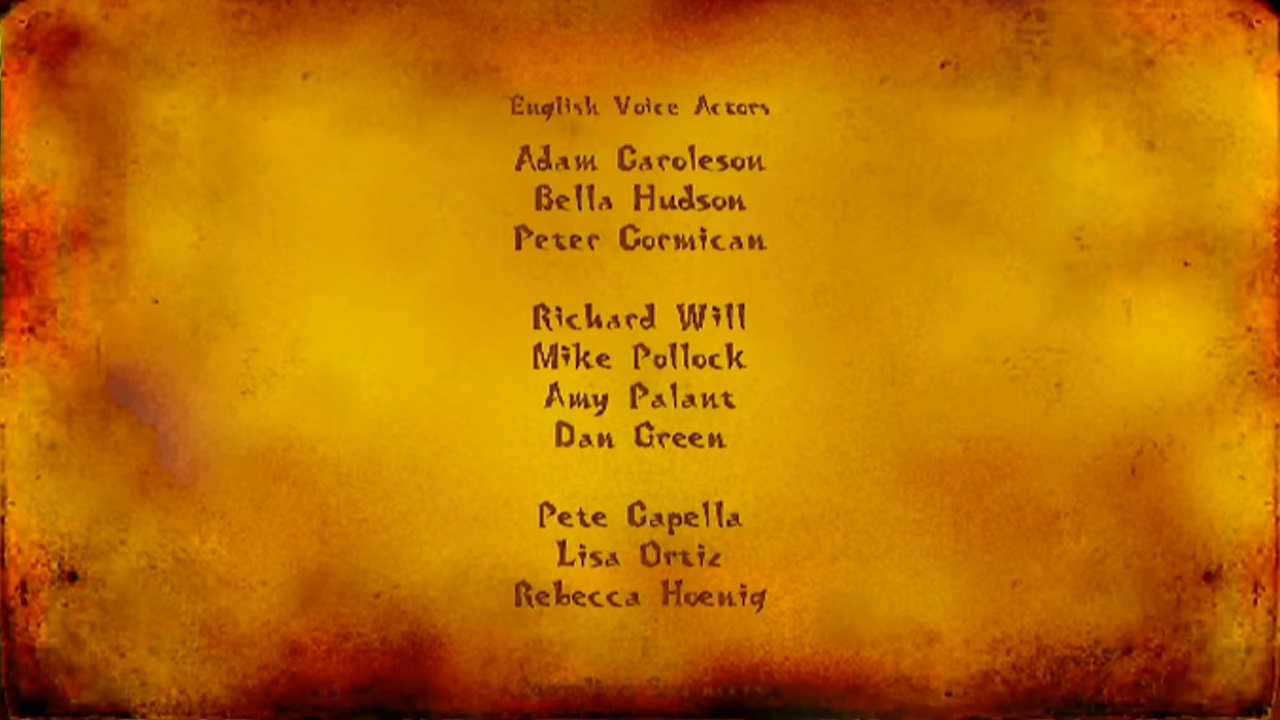 English Voice Actors
Adam Caroleson
Bella Hudson
Peter Cormican
Richard Will
Mike Pollock
Amy Palant
Dan Green
Pete Capella
Lisa Ortiz
Rebecca Hoenig